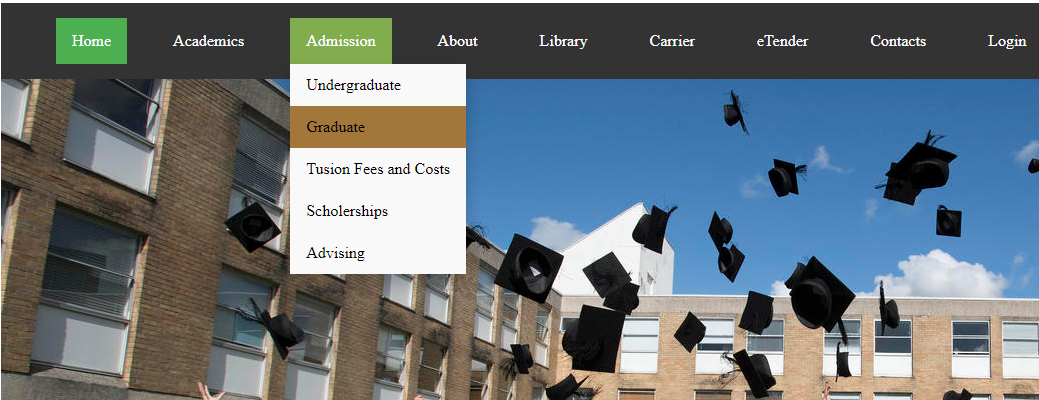 Home Academics Admission About Library Carrier eTender Contacts Login
Undergraduate
Graduate
Tusion Fees and Costs
Scholerships
Advising